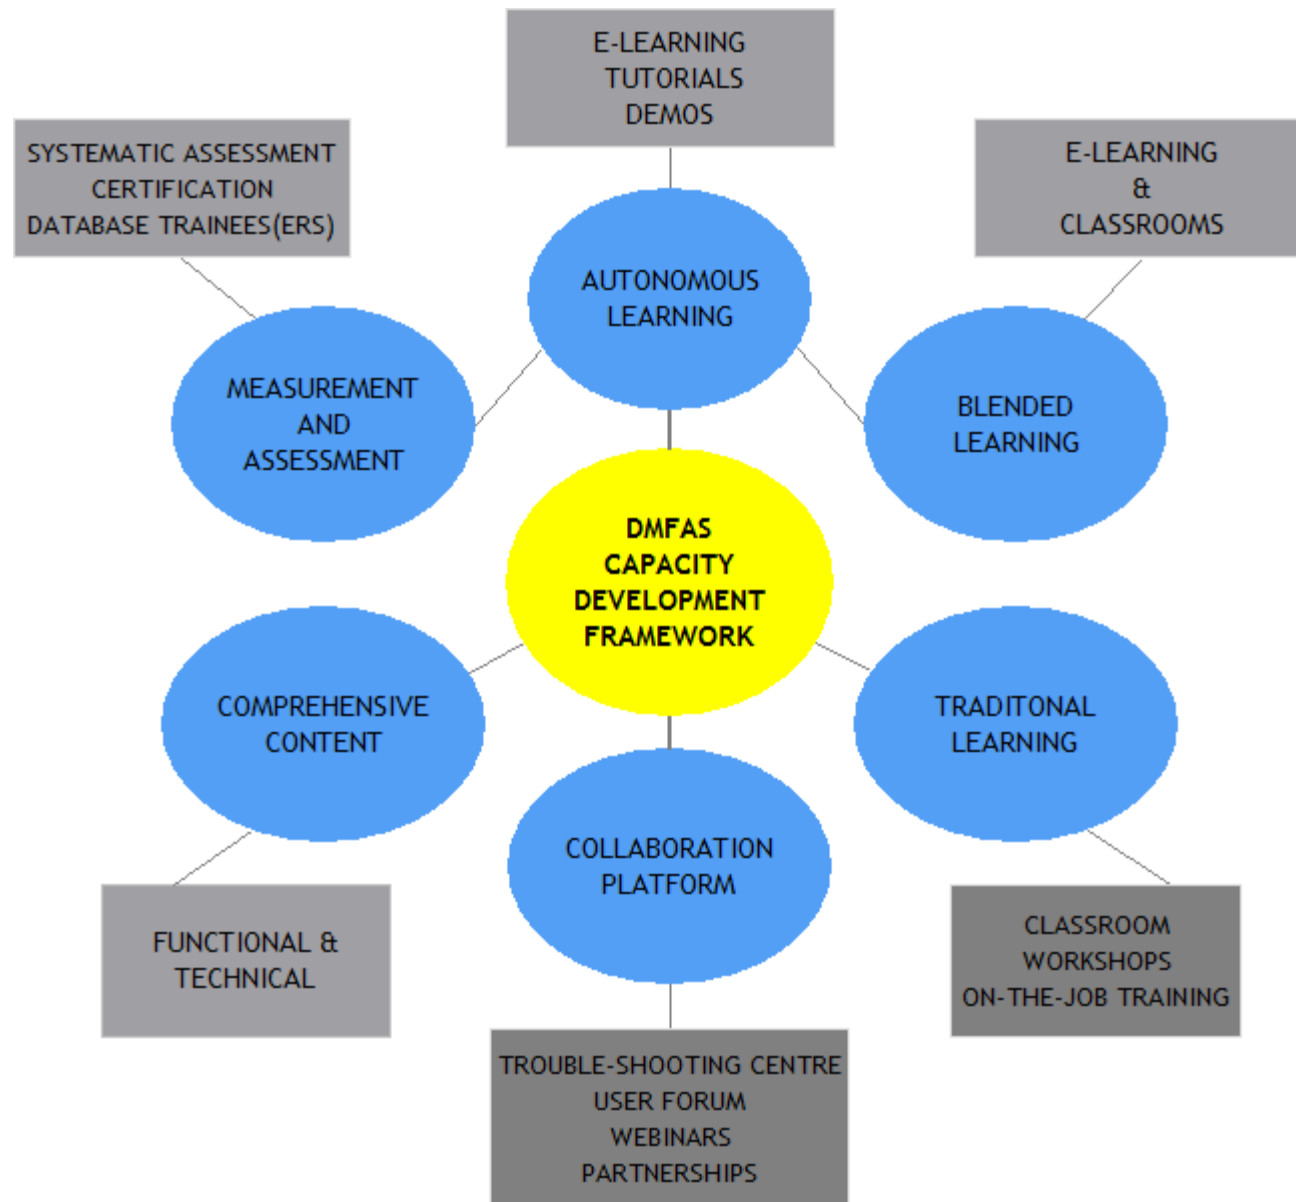 E-LEARNING
TUTORIALS
DEMOS
SYSTEMATIC ASSESSMENT
CERTIFICATION
DATABASE TRAINEES(ERS)
E-LEARNING
&
CLASSROOMS
AUTONOMOUS
LEARNING
MEASUREMENT
AND
ASSESSMENT
BLENDED
LEARNING
DMFAS
CAPACITY
DEVELOPMENT
FRAMEWORK
COMPREHENSIVE
CONTENT
TRADITONAL
LEARNING
COLLABORATION
PLATFORM
FUNCTIONAL &
TECHNICAL
CLASSROOM
WORKSHOPS
ON-THE-JOB TRAINING
TROUBLE-SHOOTING CENTRE
USER FORUM
WEBINARS
PARTNERSHIPS